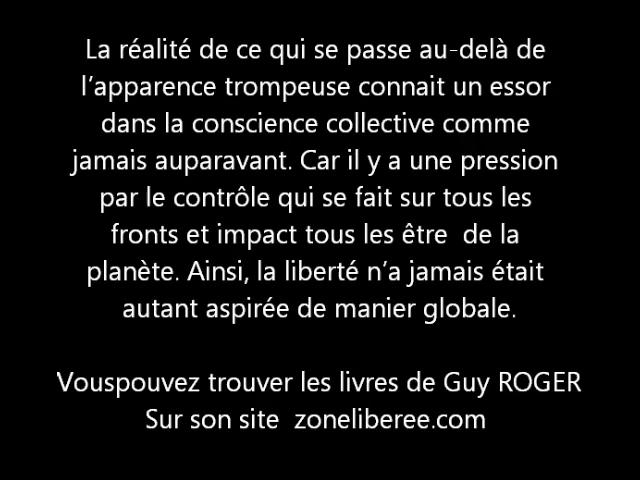 La réalité de ce qui se passe au-delà de
l’apparence trompeuse connait un essor
dans la conscience collective comme
jamais auparavant. Car il y a une pression
par le contrôle qui se fait sur tous les
fronts et impact tous les être  de la
planète. Ainsi, la liberté n’a jamais était
autant aspirée de manier globale.

Vouspouvez trouver les livres de Guy ROGER
Sur son site  zoneliberee.com